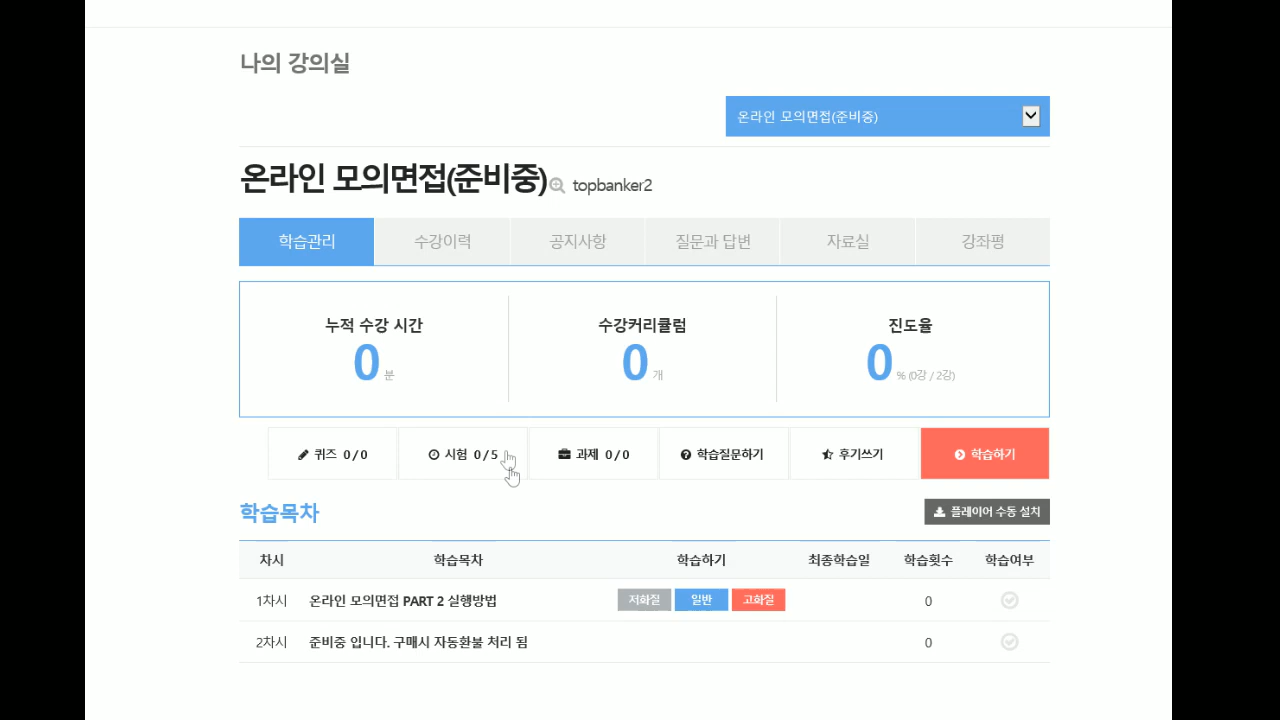 나의 강의실
온라인 모의면접(준비중)
온라인 모의면접(준비중) topbanker2
학습관리 수강이력 공지사항 질문과 답변 자료실 강좌평
누적 수강 시간 수강커리큘럼 진도율
0 분 0 개 0 % (0강 / 2강)
퀴즈 0 / 0 시험 0 / 5 과제 0 / 0 학습질문하기 후기쓰기 학습하기
학습목차 플레이어 수동 설치
차시 학습목차 학습하기 최종학습일 학습횟수 학습여부
1차시 온라인 모의면접 PART 2 실행방법 저화질 일반 고화질 0
2차시 준비중 입니다. 구매시 자동환불 처리 됨 0